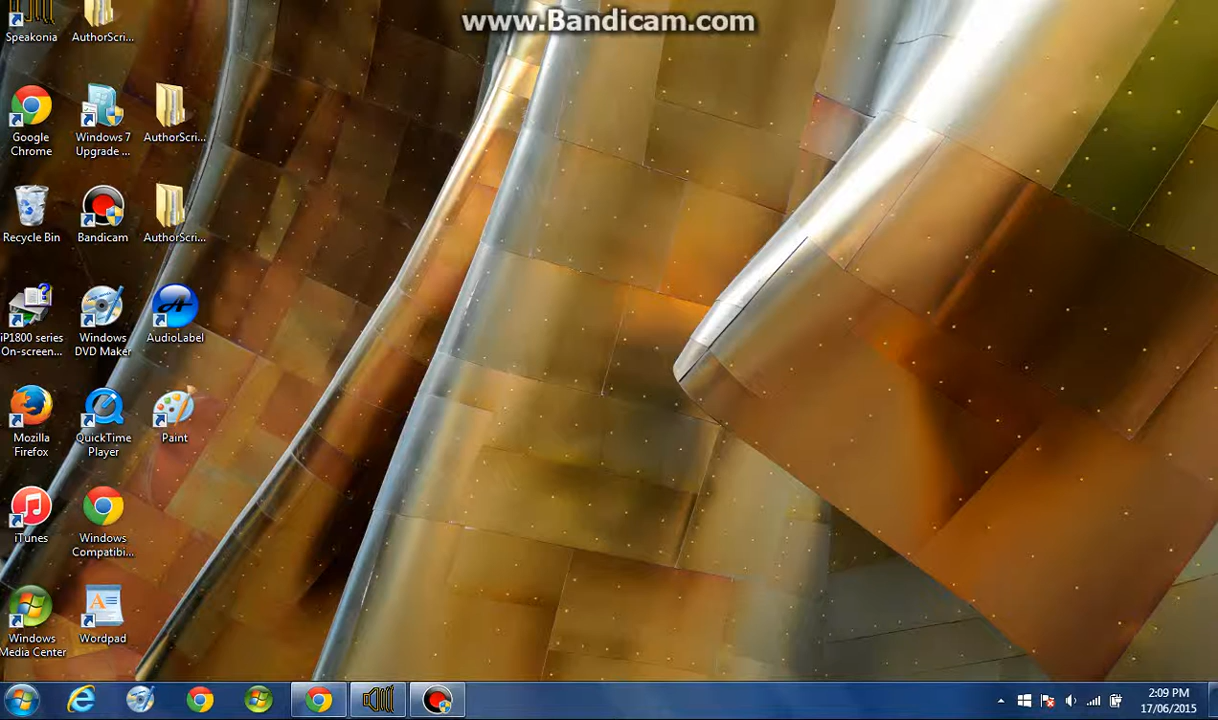 www.Bandicam.com
Speakonia
AuthorScri...
Google
Chrome
Windows 7
Upgrade ...
AuthorScri...
Recycle Bin
Bandicam
AuthorScri...
iP1800 series
On-screen...
Windows
DVD Maker
AudioLabel
Mozilla
Firefox
QuickTime
Player
Paint
iTunes
Windows
Compatibi...
Windows
Media Center
Wordpad
2:09 PM
17/06/2015